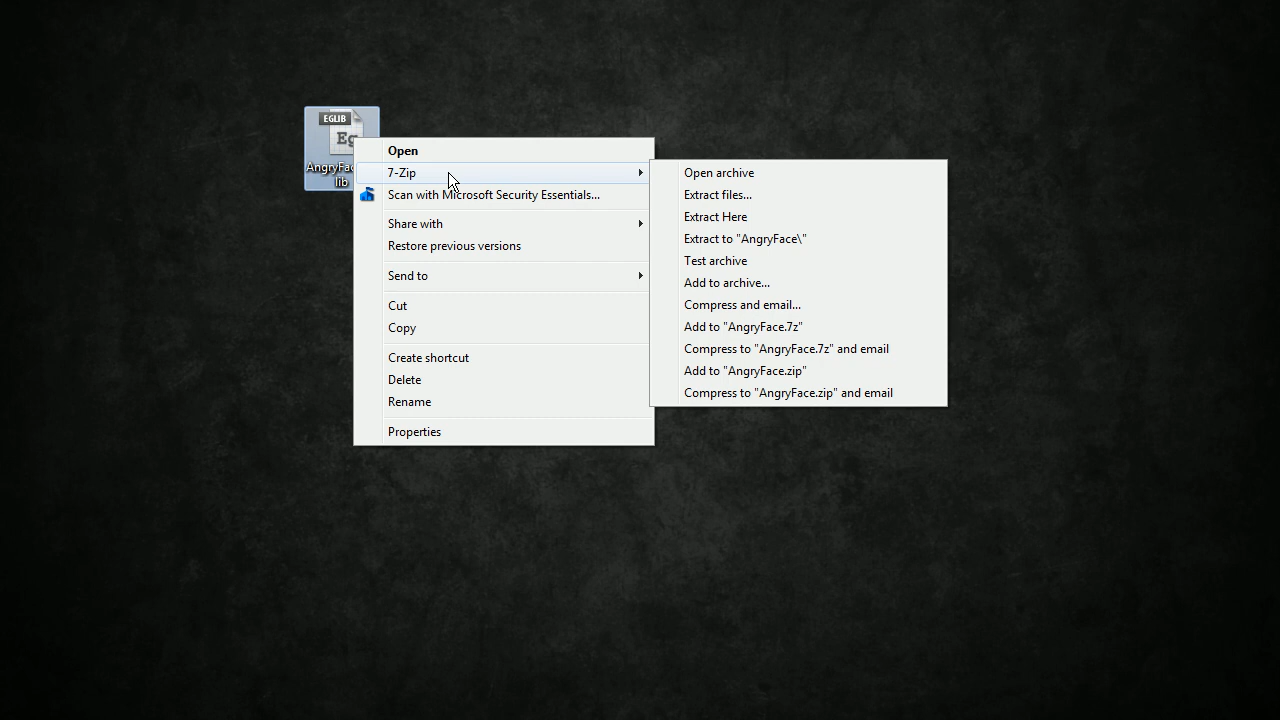 EGLIB
Eg
lib
Open
7-Zip
Scan with Microsoft Security Essentials...
Share with
Restore previous versions
Send to
Cut
Copy
Create shortcut
Delete
Rename
Properties
Open archive
Extract files...
Extract Here
Extract to "AngryFace\"
Test archive
Add to archive...
Compress and email...
Add to "AngryFace.7z"
Compress to "AngryFace.7z" and email
Add to "AngryFace.zip"
Compress to "AngryFace.zip" and email